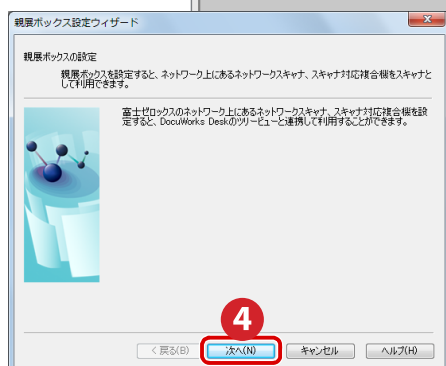 親展ボックス設定ウィザード
親展ボックスの設定
親展ボックスを設定すると、ネットワーク上にあるネットワークスキャナ、スキャナ対応複合機をスキャナと
して利用できます。
富士ゼロックスのネットワーク上にあるネットワークスキャナ、スキャナ対応複合機を設
定すると、DocuWorks Deskのツリービューと連携して利用することができます。
4
< 戻る(B)
次へ(N)
キャンセル
ヘルプ(H)